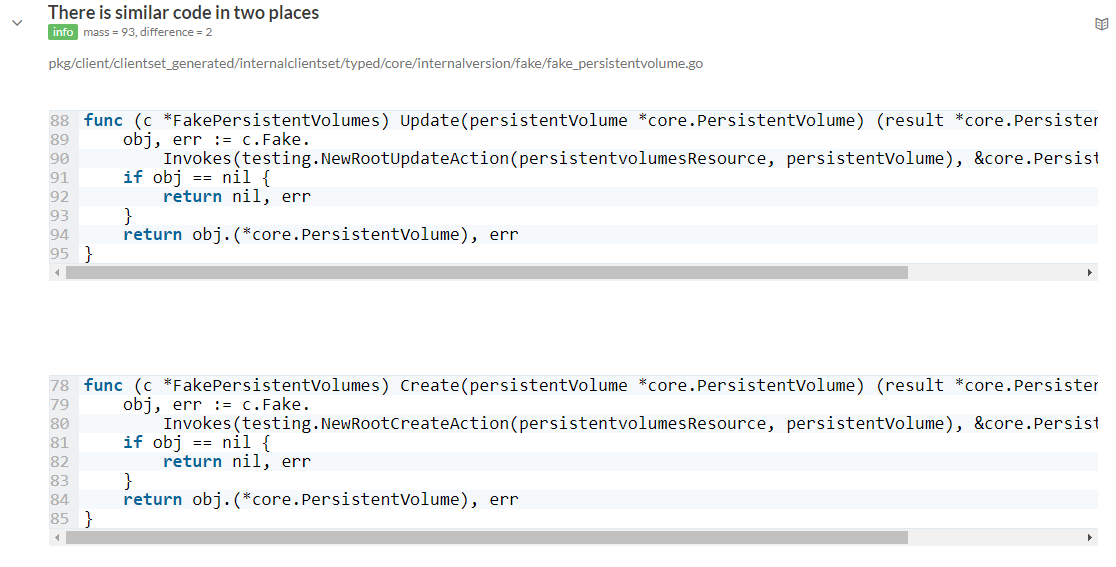 There is similar code in two places
info mass = 93, difference = 2
pkg/client/clientset_generated/internalclientset/typed/core/internalversion/fake/fake_persistentvolume.go
88 func (c *FakePersistentVolumes) Update(persistentVolume *core.PersistentVolume) (result *core.Persister
89     obj, err := c.Fake.
90         Invokes(testing.NewRootUpdateAction(persistentvolumesResource, persistentVolume), &core.Persist
91     if obj == nil {
92         return nil, err
93     }
94     return obj.(*core.PersistentVolume), err
95 }
78 func (c *FakePersistentVolumes) Create(persistentVolume *core.PersistentVolume) (result *core.Persister
79     obj, err := c.Fake.
80         Invokes(testing.NewRootCreateAction(persistentvolumesResource, persistentVolume), &core.Persist
81     if obj == nil {
82         return nil, err
83     }
84     return obj.(*core.PersistentVolume), err
85 }